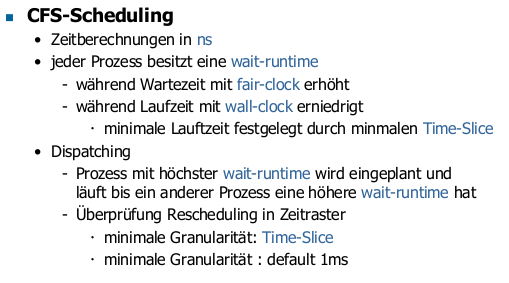 ▪ CFS-Scheduling
• Zeitberechnungen in ns
• jeder Prozess besitzt eine wait-runtime
- während Wartezeit mit fair-clock erhöht
- während Laufzeit mit wall-clock erniedrigt
· minimale Lauftzeit festgelegt durch minmalen Time-Slice
• Dispatching
- Prozess mit höchster wait-runtime wird eingeplant und
läuft bis ein anderer Prozess eine höhere wait-runtime hat
- Überprüfung Rescheduling in Zeitraster
· minimale Granularität: Time-Slice
· minimale Granularität : default 1ms